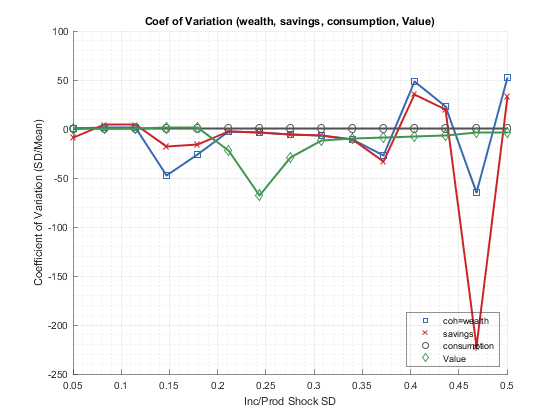 Coef of Variation (wealth, savings, consumption, Value)
Coefficient of Variation (SD/Mean)
100
50
0
-50
-100
-150
-200
-250
0.05
0.1
0.15
0.2
0.25
0.3
0.35
0.4
0.45
0.5
Inc/Prod Shock SD
coh=wealth
savings
consumption
Value